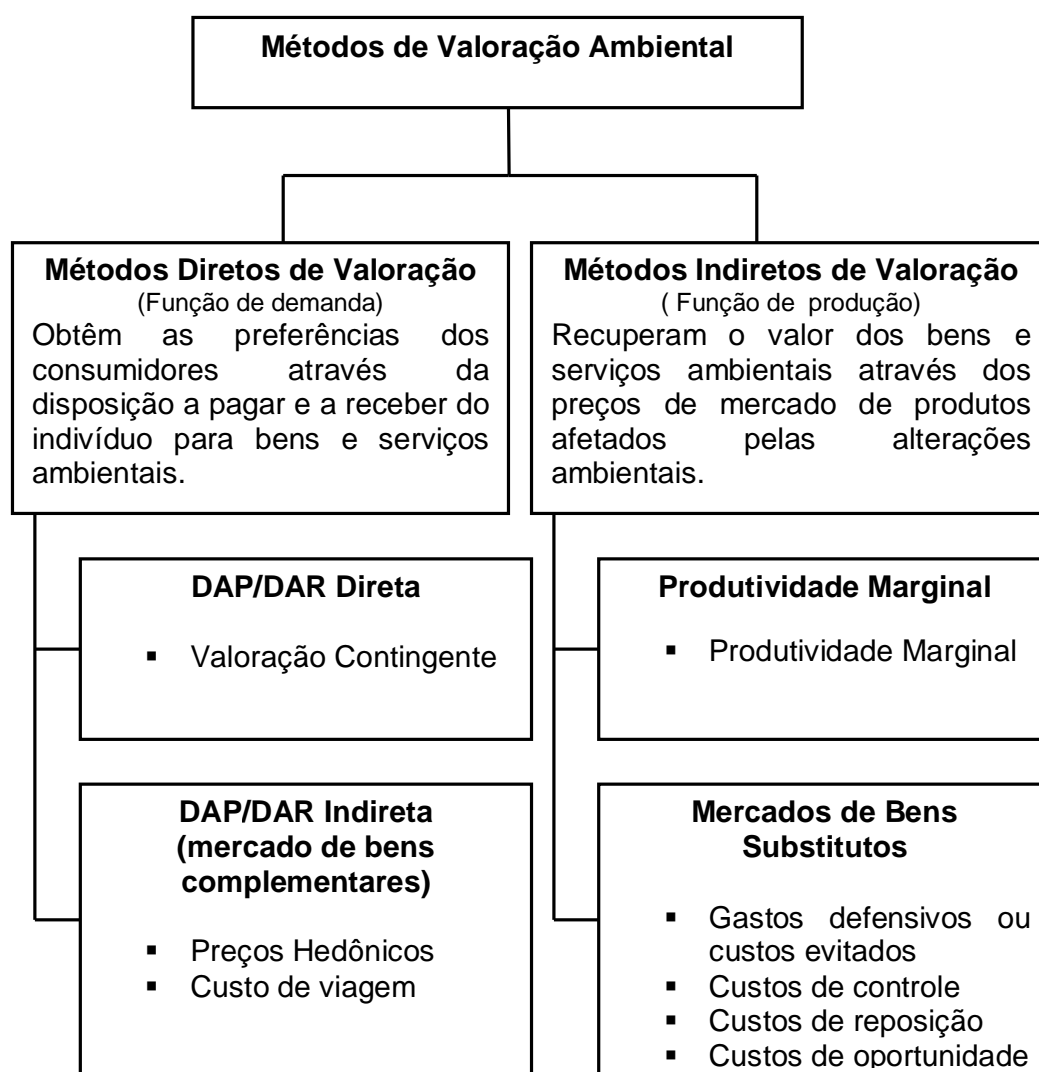 Métodos de Valoração Ambiental
Métodos Diretos de Valoração
(Função de demanda)
Obtêm as preferências dos
consumidores através da
disposição a pagar e a receber do
indivíduo para bens e serviços
ambientais.
Métodos Indiretos de Valoração
( Função de produção)
Recuperam o valor dos bens e
serviços ambientais através dos
preços de mercado de produtos
afetados pelas alterações
ambientais.
DAP/DAR Direta
▪ Valoração Contingente
Produtividade Marginal
▪ Produtividade Marginal
DAP/DAR Indireta
(mercado de bens
complementares)
▪ Preços Hedônicos
▪ Custo de viagem
Mercados de Bens
Substitutos
▪ Gastos defensivos ou
custos evitados
▪ Custos de controle
▪ Custos de reposição
▪ Custos de oportunidade